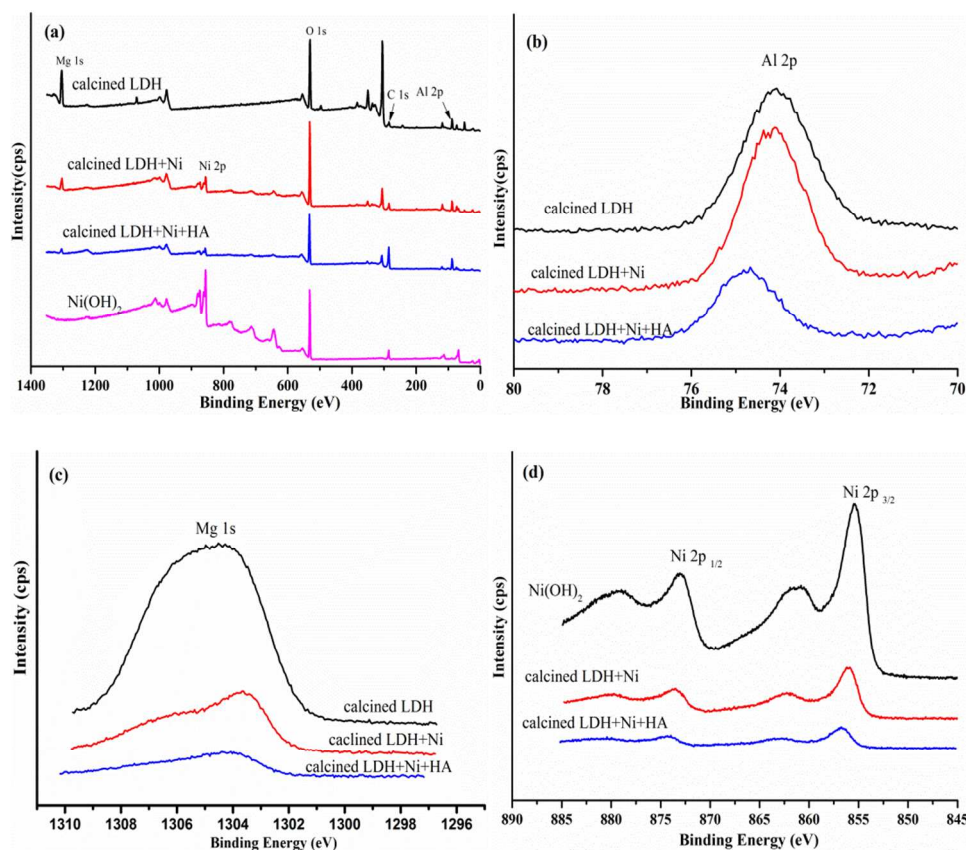 (a)
Mg 1s
calcined LDH
O 1s
C 1s
Al 2p
calcined LDH+Ni
Ni 2p
calcined LDH+Ni+HA
Ni(OH)2
Intensity(cps)
1400 1200 1000 800 600 400 200 0
Binding Energy (eV)
(b)
Al 2p
calcined LDH
calcined LDH+Ni
calcined LDH+Ni+HA
Intensity (cps)
80 78 76 74 72 70
Binding Energy (eV)
(c)
Mg 1s
calcined LDH
caclined LDH+Ni
calcined LDH+Ni+HA
Intensity (cps)
1310 1308 1306 1304 1302 1300 1298 1296
Binding Energy (eV)
(d)
Ni 2p 3/2
Ni 2p 1/2
Ni(OH)2
calcined LDH+Ni
calcined LDH+Ni+HA
Intensity (cps)
890 885 880 875 870 865 860 855 850 845
Binding Energy (eV)